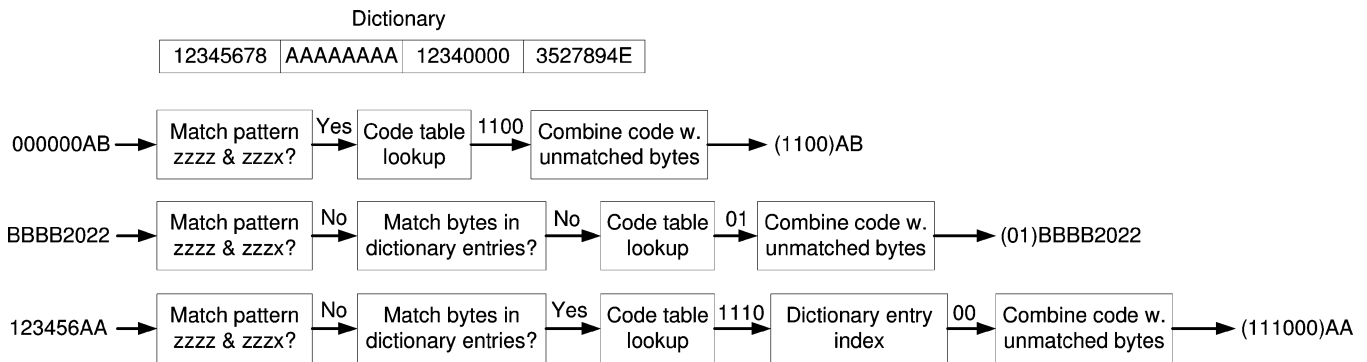 Dictionary
12345678 AAAAAAAA 12340000 3527894E
000000AB Match pattern zzzz & zzzx? Yes Code table lookup 1100 Combine code w. unmatched bytes (1100)AB
BBBB2022 Match pattern zzzz & zzzx? No Match bytes in dictionary entries? No Code table lookup 01 Combine code w. unmatched bytes (01)BBBB2022
123456AA Match pattern zzzz & zzzx? No Match bytes in dictionary entries? Yes Code table lookup 1110 Dictionary entry index 00 Combine code w. unmatched bytes (111000)AA